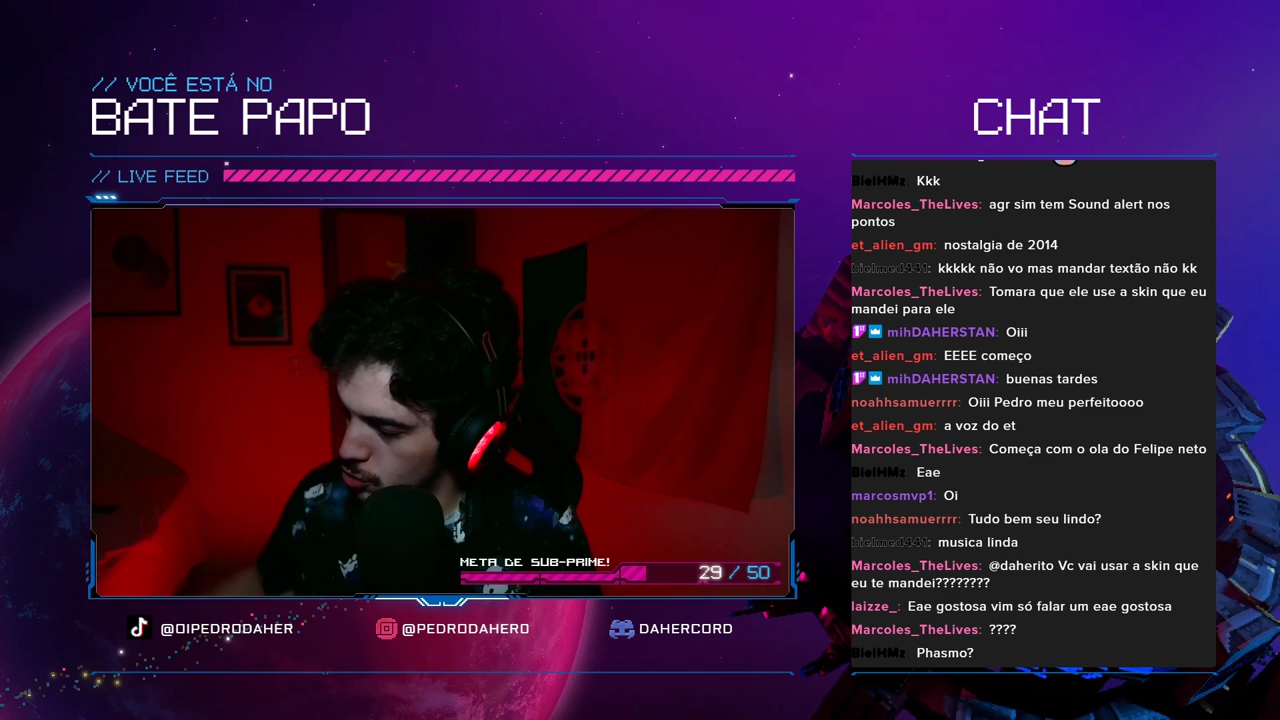 // VOCÊ ESTÁ NO
BATE PAPO
// LIVE FEED
META DE SUB-PRIME!
29 / 50
@OIPEDRODAHER
@PEDRODAHERO
DAHERCORD
CHAT
BielHMz: Kkk
Marcoles_TheLives: agr sim tem Sound alert nos
pontos
et_alien_gm: nostalgia de 2014
bielmed441: kkkkk não vo mas mandar textão não kk
Marcoles_TheLives: Tomara que ele use a skin que eu
mandei para ele
mihDAHERSTAN: Oiii
et_alien_gm: EEEE começo
mihDAHERSTAN: buenas tardes
noahhsamuerrrr: Oiii Pedro meu perfeitoooo
et_alien_gm: a voz do et
Marcoles_TheLives: Começa com o ola do Felipe neto
BielHMz: Eae
marcosmvp1: Oi
noahhsamuerrrr: Tudo bem seu lindo?
bielmed441: musica linda
Marcoles_TheLives: @daherito Vc vai usar a skin que
eu te mandei????????
laizze_: Eae gostosa vim só falar um eae gostosa
Marcoles_TheLives: ????
BielHMz: Phasmo?